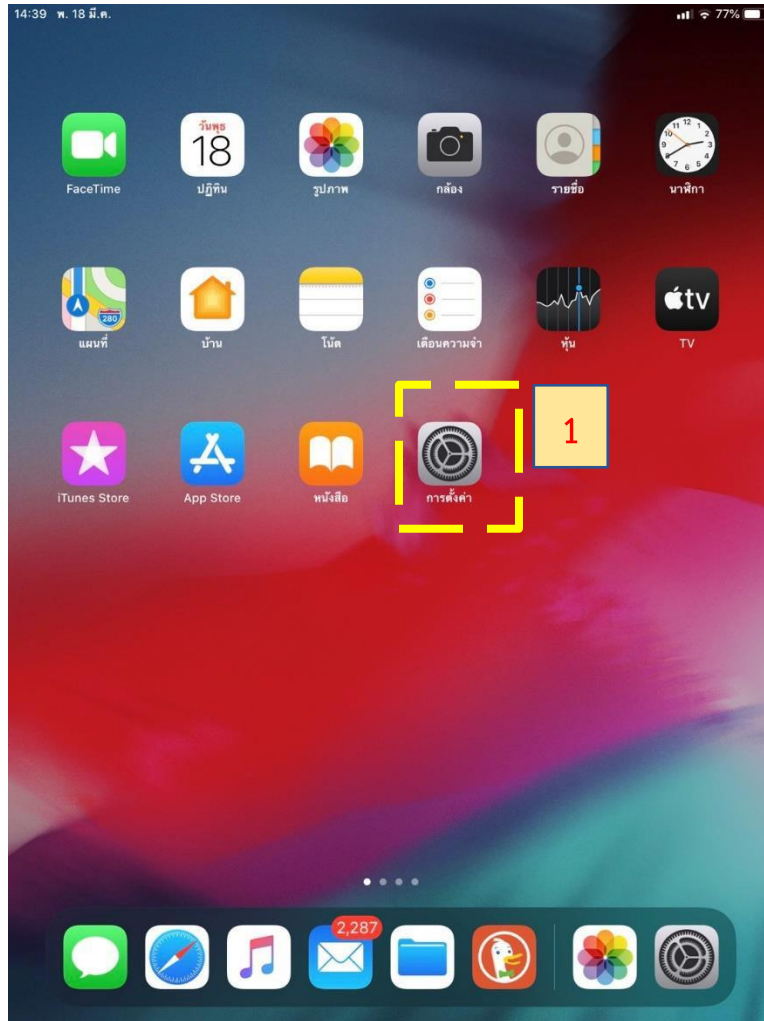 14:39 พ. 18 มี.ค. 77%
วันพุธ
18
FaceTime ปฏิทิน รูปภาพ กล้อง รายชื่อ นาฬิกา
280
tv
แผนที่ บ้าน โน้ต เตือนความจำ หุ้น TV
1
iTunes Store App Store หนังสือ การตั้งค่า
2,287